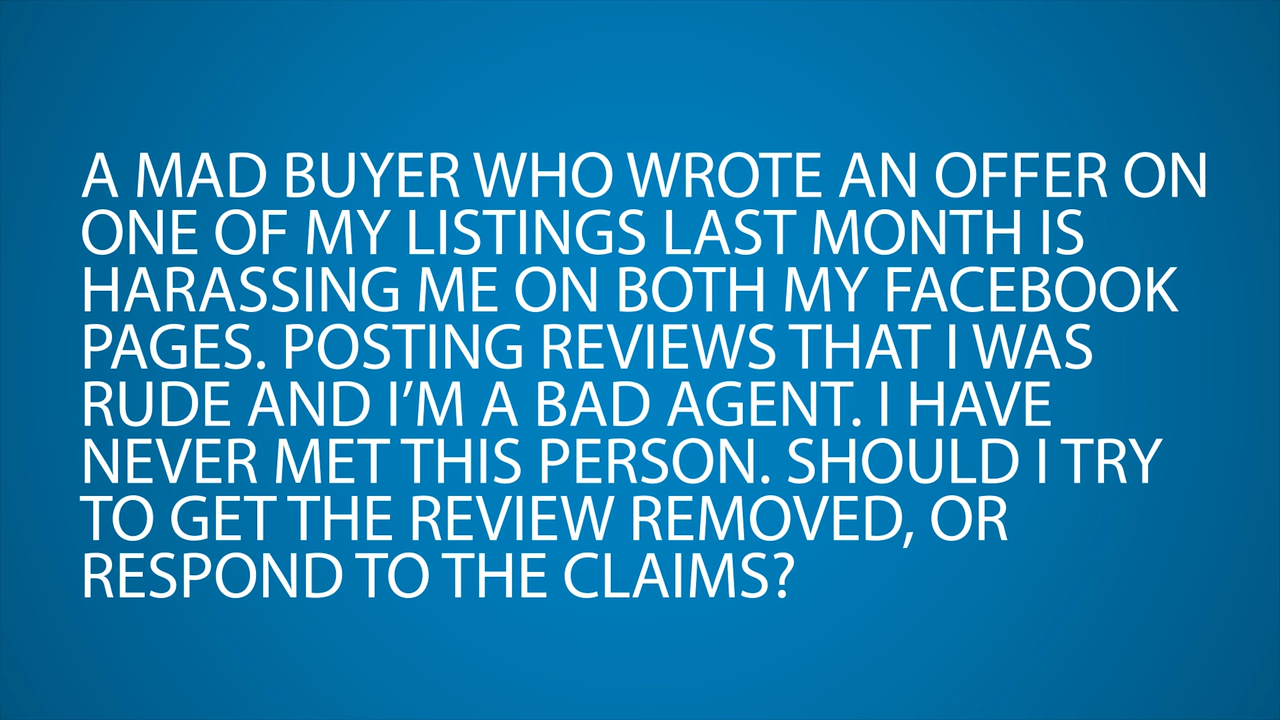 A MAD BUYER WHO WROTE AN OFFER ON
ONE OF MY LISTINGS LAST MONTH IS
HARASSING ME ON BOTH MY FACEBOOK
PAGES. POSTING REVIEWS THAT I WAS
RUDE AND I’M A BAD AGENT. I HAVE
NEVER MET THIS PERSON. SHOULD I TRY
TO GET THE REVIEW REMOVED, OR
RESPOND TO THE CLAIMS?